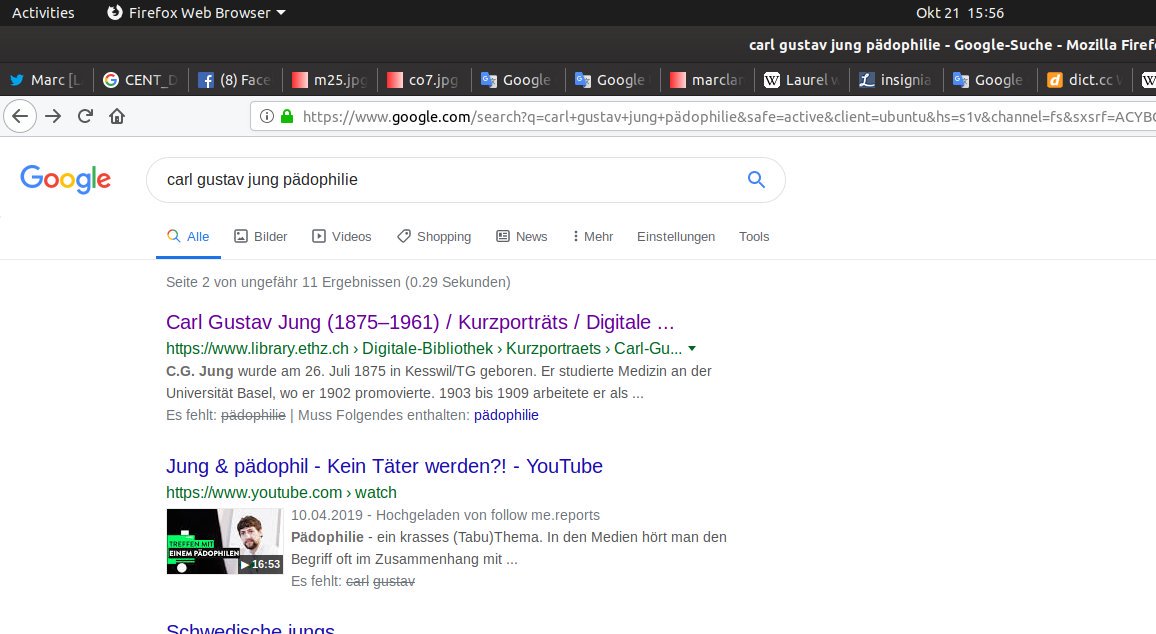 Activities Firefox Web Browser Okt 21 15:56
carl gustav jung pädophilie - Google-Suche - Mozilla Firef
Marc [L CENT_D (8) Face m25.jpg co7.jpg Google Google marclar Laurel w insignia Google dict.cc
https://www.google.com/search?q=carl+gustav+jung+pädophilie&safe=active&client=ubuntu&hs=s1v&channel=fs&sxsrf=ACYBG
Google carl gustav jung pädophilie
Alle Bilder Videos Shopping News Mehr Einstellungen Tools
Seite 2 von ungefähr 11 Ergebnissen (0.29 Sekunden)
Carl Gustav Jung (1875–1961) / Kurzporträts / Digitale ...
https://www.library.ethz.ch › Digitale-Bibliothek › Kurzportraets › Carl-Gu...
C.G. Jung wurde am 26. Juli 1875 in Kesswil/TG geboren. Er studierte Medizin an der
Universität Basel, wo er 1902 promovierte. 1903 bis 1909 arbeitete er als ...
Es fehlt: pädophilie | Muss Folgendes enthalten: pädophilie
Jung & pädophil - Kein Täter werden?! - YouTube
https://www.youtube.com › watch
10.04.2019 - Hochgeladen von follow me.reports
Pädophilie - ein krasses (Tabu)Thema. In den Medien hört man den
Begriff oft im Zusammenhang mit ...
Es fehlt: carl gustav
TREFFEN MIT
EINEM PÄDOPHILEN
16:53
Schwedische jungs